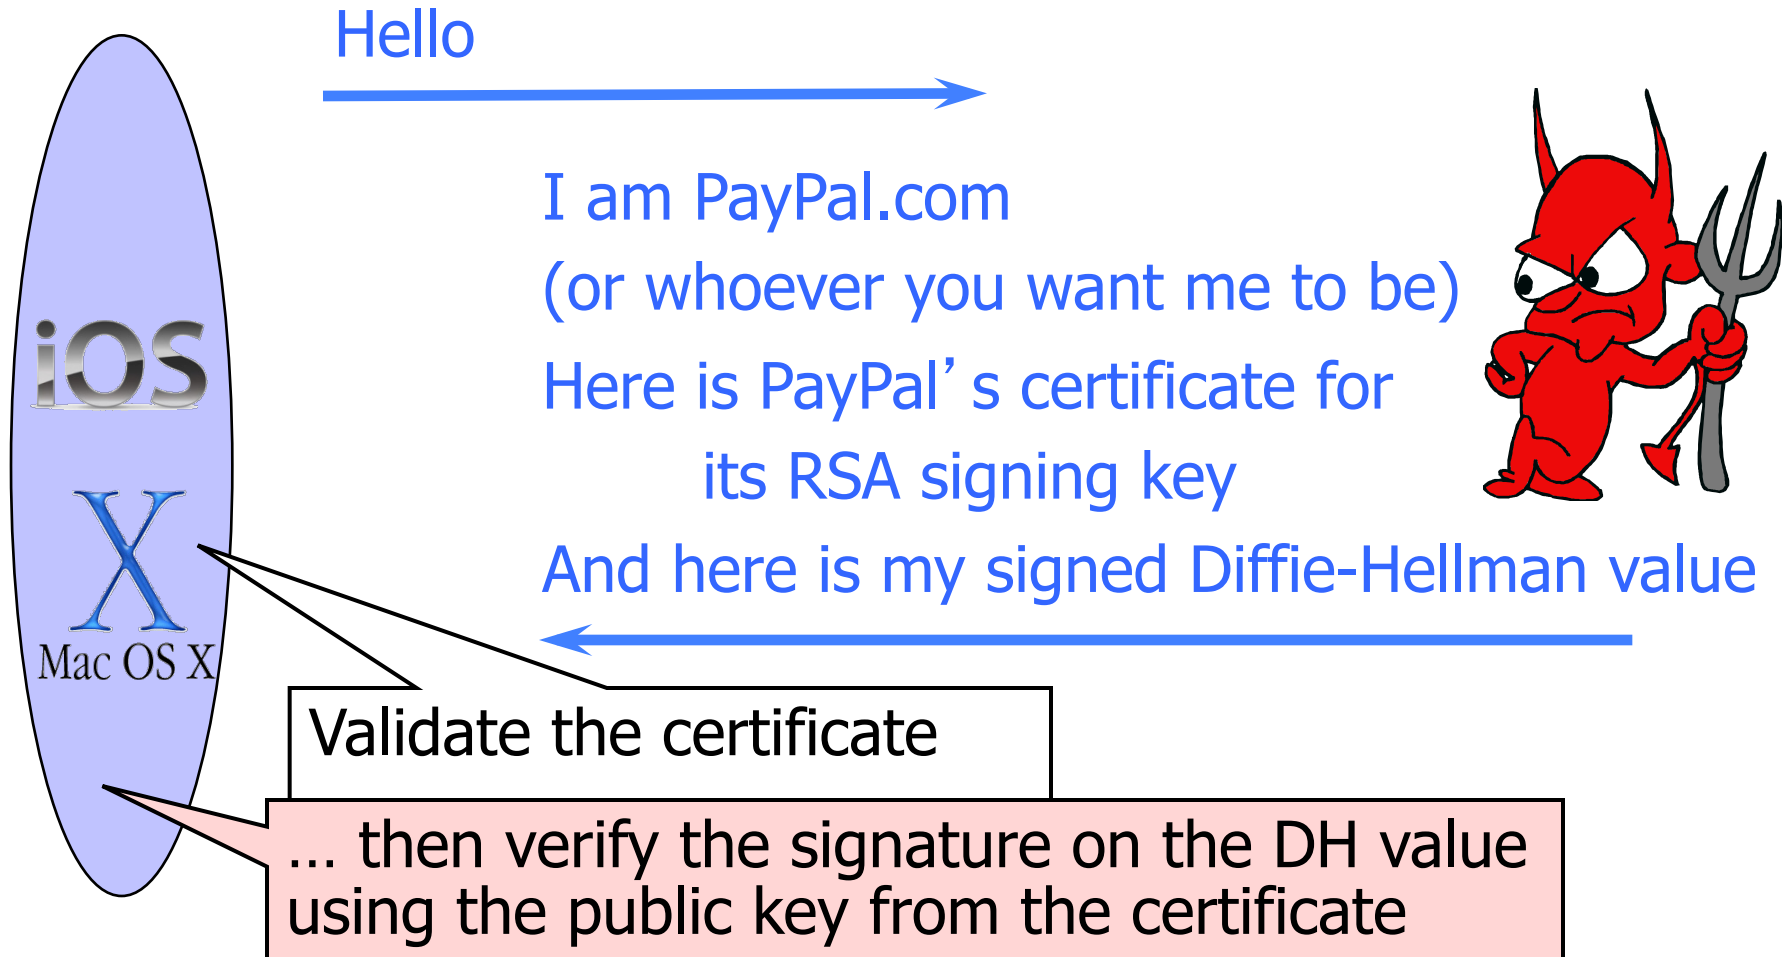 Hello
I am PayPal.com
(or whoever you want me to be)
Here is PayPal’s certificate for
its RSA signing key
And here is my signed Diffie-Hellman value
iOS
X
Mac OS X
Validate the certificate
… then verify the signature on the DH value
using the public key from the certificate